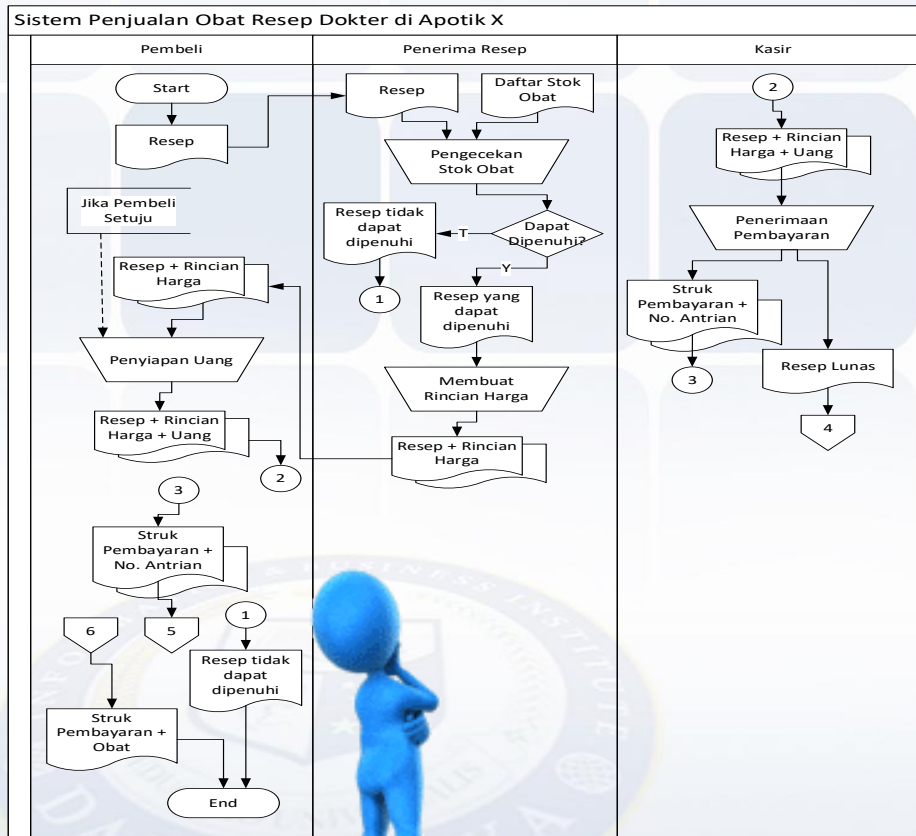 Sistem Penjualan Obat Resep Dokter di Apotik X
Pembeli
Penerima Resep
Kasir
Start
Resep
Jika Pembeli
Setuju
Resep + Rincian
Harga
Penyiapan Uang
Resep + Rincian
Harga + Uang
2
3
Struk
Pembayaran +
No. Antrian
6
5
1
Resep tidak
dapat
dipenuhi
Struk
Pembayaran +
Obat
End
Resep
Daftar Stok
Obat
Pengecekan
Stok Obat
Dapat
Dipenuhi?
T
Resep tidak
dapat
dipenuhi
1
Y
Resep yang
dapat
dipenuhi
Membuat
Rincian Harga
Resep + Rincian
Harga
2
Resep + Rincian
Harga + Uang
Penerimaan
Pembayaran
Struk
Pembayaran +
No. Antrian
3
Resep Lunas
4